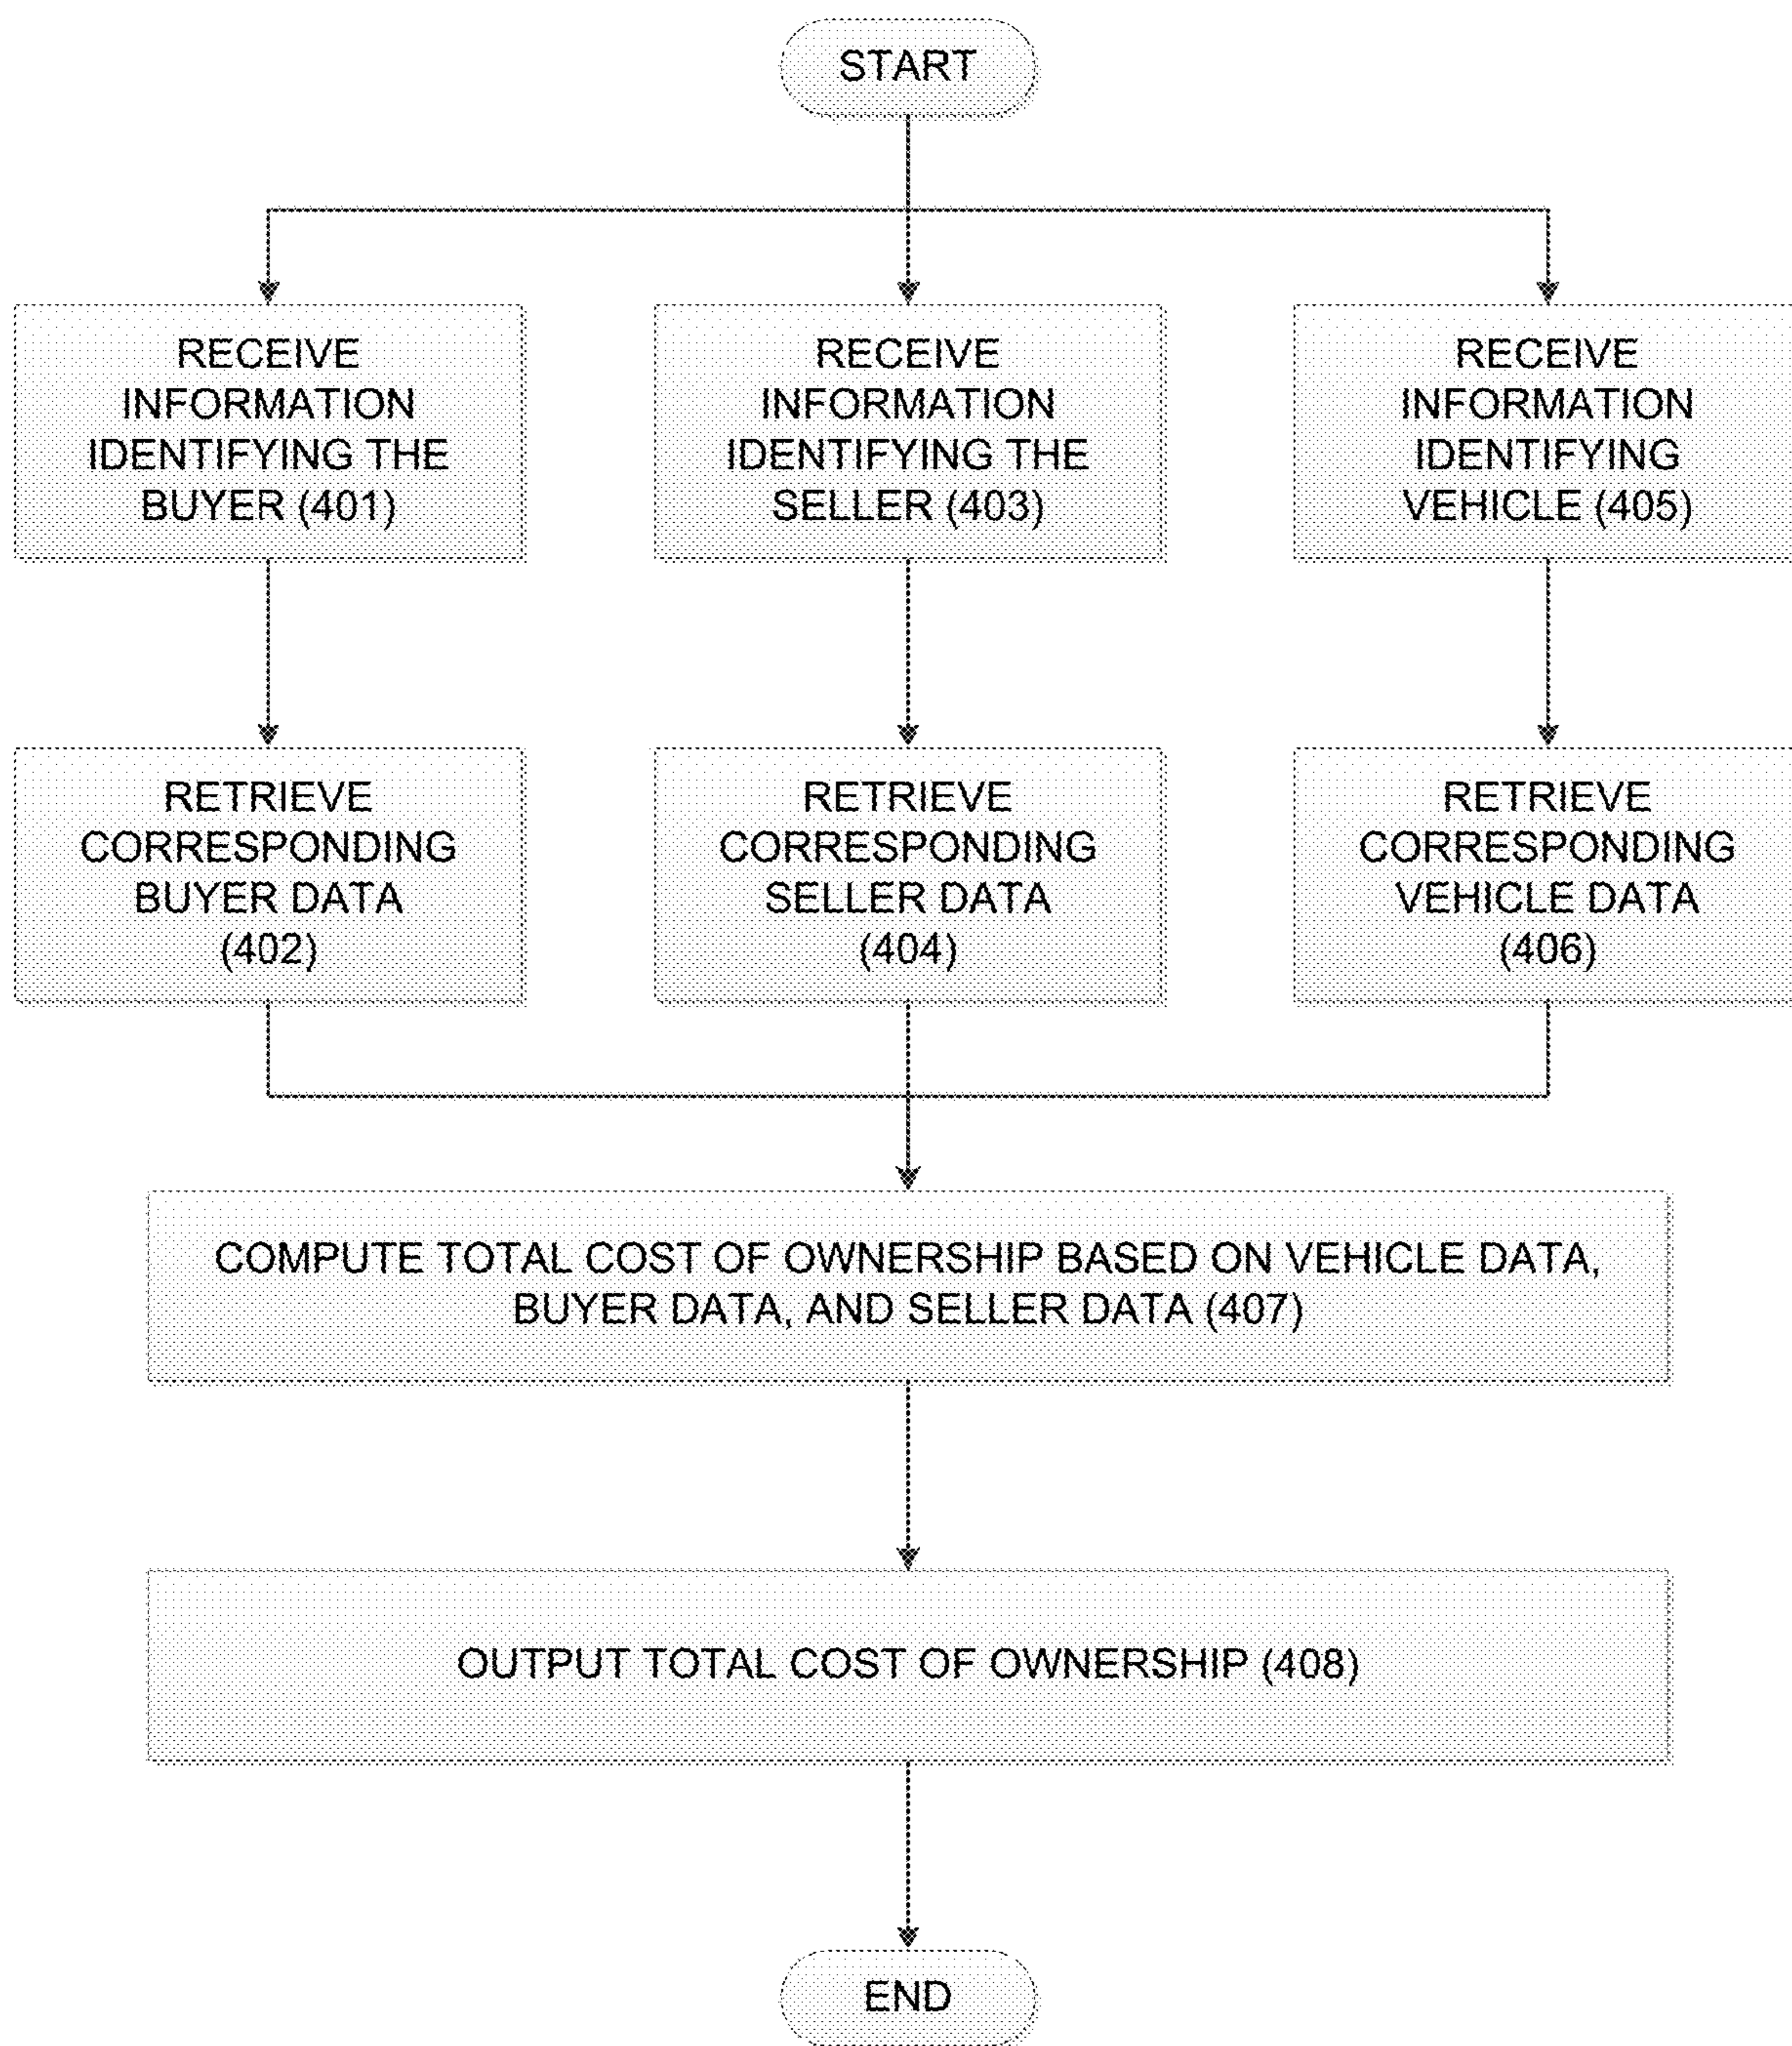 START
RECEIVE
INFORMATION
IDENTIFYING THE
BUYER (401)
RECEIVE
INFORMATION
IDENTIFYING THE
SELLER (403)
RECEIVE
INFORMATION
IDENTIFYING
VEHICLE (405)
RETRIEVE
CORRESPONDING
BUYER DATA
(402)
RETRIEVE
CORRESPONDING
SELLER DATA
(404)
RETRIEVE
CORRESPONDING
VEHICLE DATA
(406)
COMPUTE TOTAL COST OF OWNERSHIP BASED ON VEHICLE DATA,
BUYER DATA, AND SELLER DATA (407)
OUTPUT TOTAL COST OF OWNERSHIP (408)
END